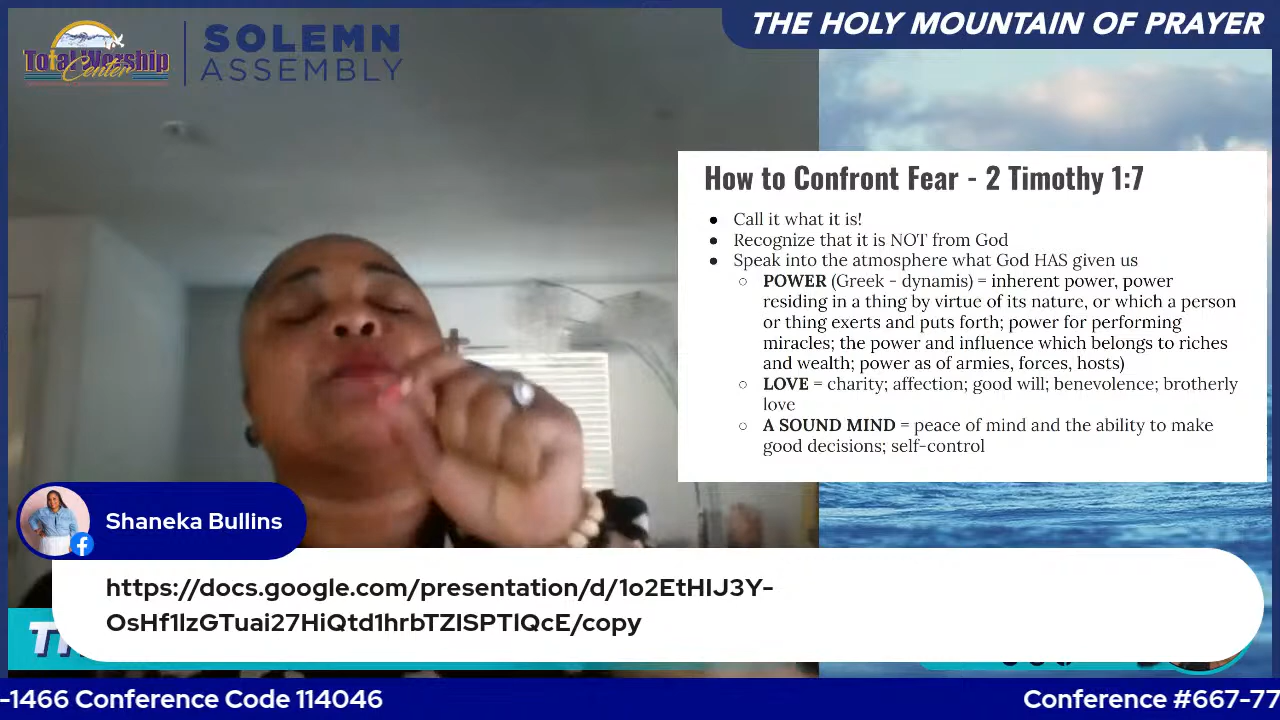 THE HOLY MOUNTAIN OF PRAYER
Total Worship
Center
SOLEMN
ASSEMBLY
How to Confront Fear - 2 Timothy 1:7
● Call it what it is!
● Recognize that it is NOT from God
● Speak into the atmosphere what God HAS given us
○ POWER (Greek - dynamis) = inherent power, power
residing in a thing by virtue of its nature, or which a person
or thing exerts and puts forth; power for performing
miracles; the power and influence which belongs to riches
and wealth; power as of armies, forces, hosts)
○ LOVE = charity; affection; good will; benevolence; brotherly
love
○ A SOUND MIND = peace of mind and the ability to make
good decisions; self-control
Shaneka Bullins
https://docs.google.com/presentation/d/1o2EtHIJ3Y-
OsHf1lzGTuai27HiQtd1hrbTZISPTlQcE/copy
-1466 Conference Code 114046
Conference #667-77